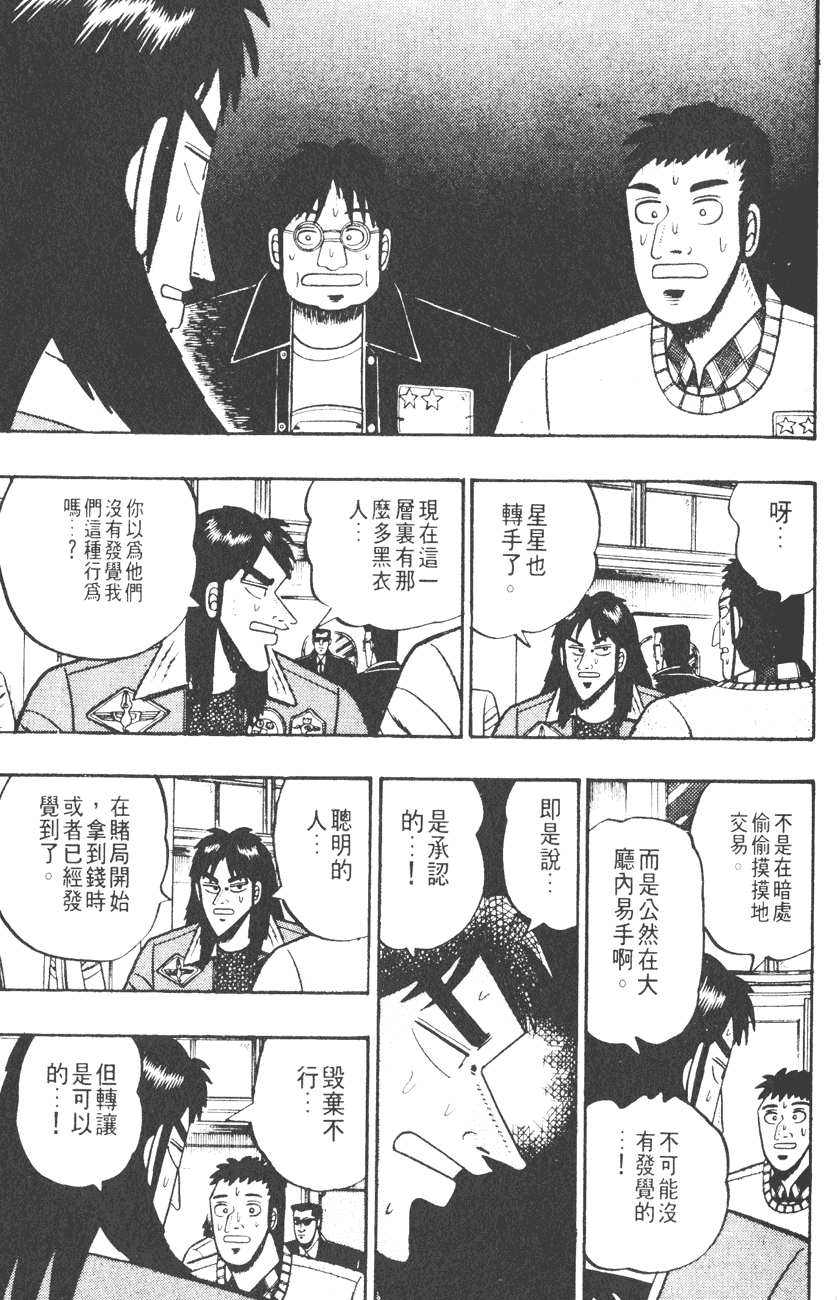 呀…
星星也
轉手了。
現在這一
層裏有那
麼多黑衣
人…
你以為他們
沒有發覺我
們這種行為
嗎…?
不是在暗處
偷偷摸摸地
交易。
而是公然在大
廳內易手啊。
不可能沒
有發覺的
…!
即是說…
是承認
的…!
聰明的
人…
在賭局開始
，拿到錢時
或者已經發
覺到了。
毀棄不
行…
但轉讓
是可以
的…!